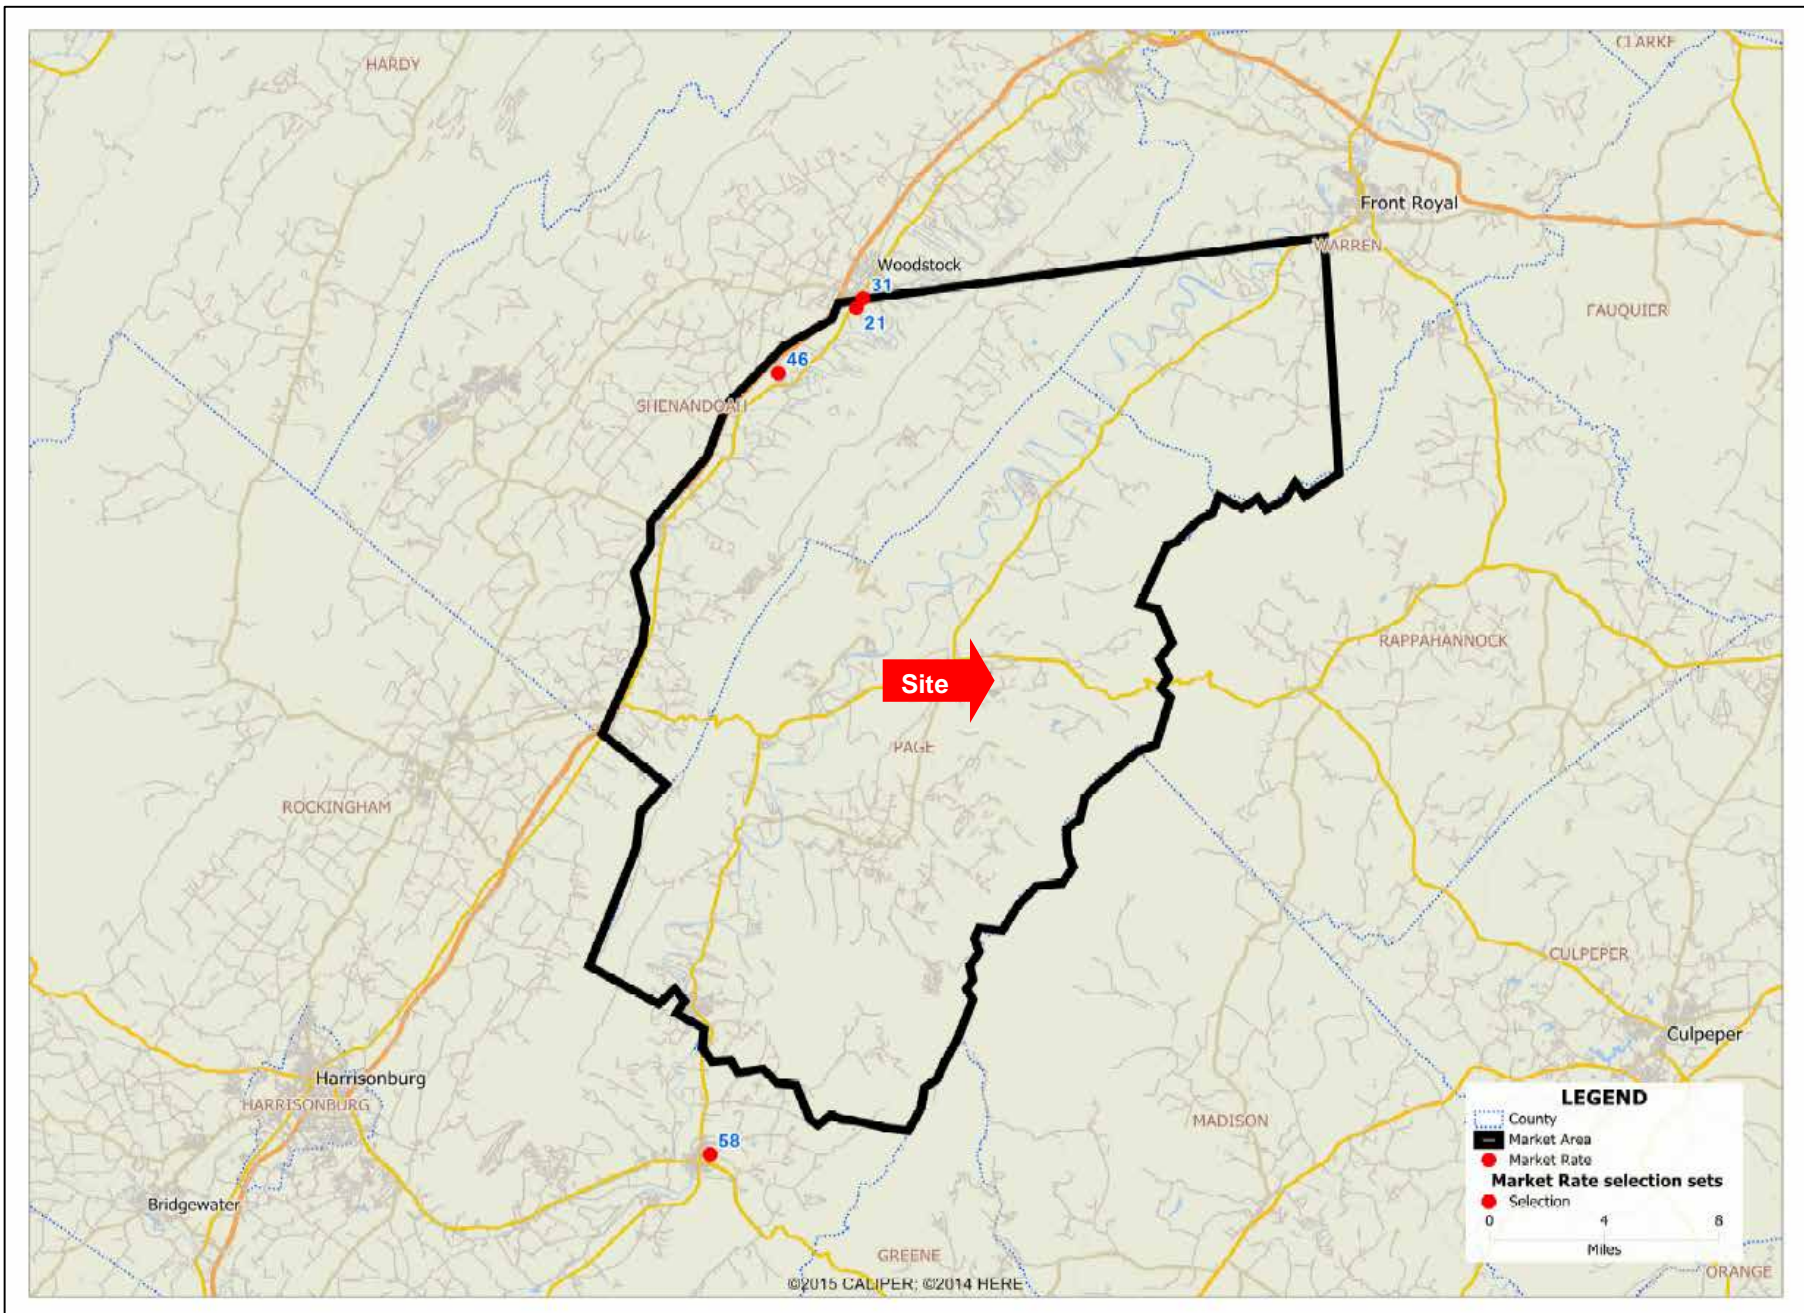 CLARKE
HARDY
Front Royal
WARREN
Woodstock
31
21
FAUQUIER
46
SHENANDOAH
RAPPAHANNOCK
Site
PAGE
ROCKINGHAM
CULPEPER
Culpeper
Harrisonburg
HARRISONBURG
MADISON
58
Bridgewater
GREENE
ORANGE
LEGEND
County
Market Area
Market Rate
Market Rate selection sets
Selection
0 4 8
Miles
©2015 CALIPER; ©2014 HERE